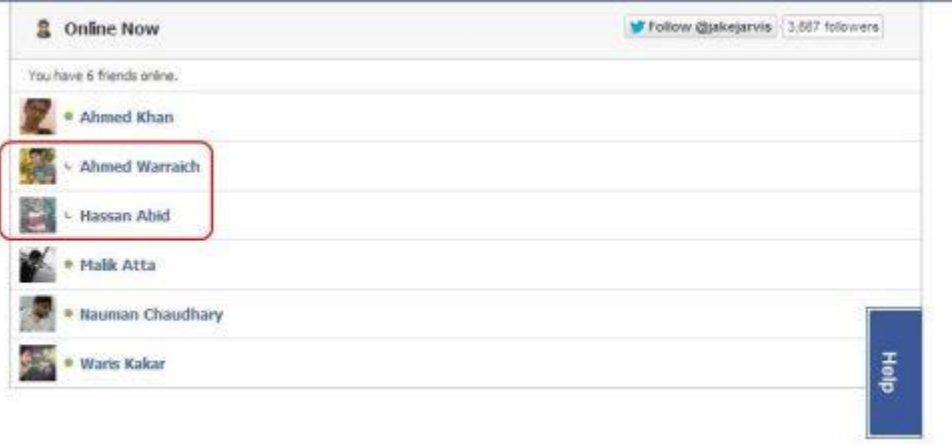 Online Now
Follow @jakejarvis 3,667 followers
You have 6 friends online.
Ahmed Khan
Ahmed Warraich
Hassan Abid
Malik Atta
Nauman Chaudhary
Waris Kakar
Help